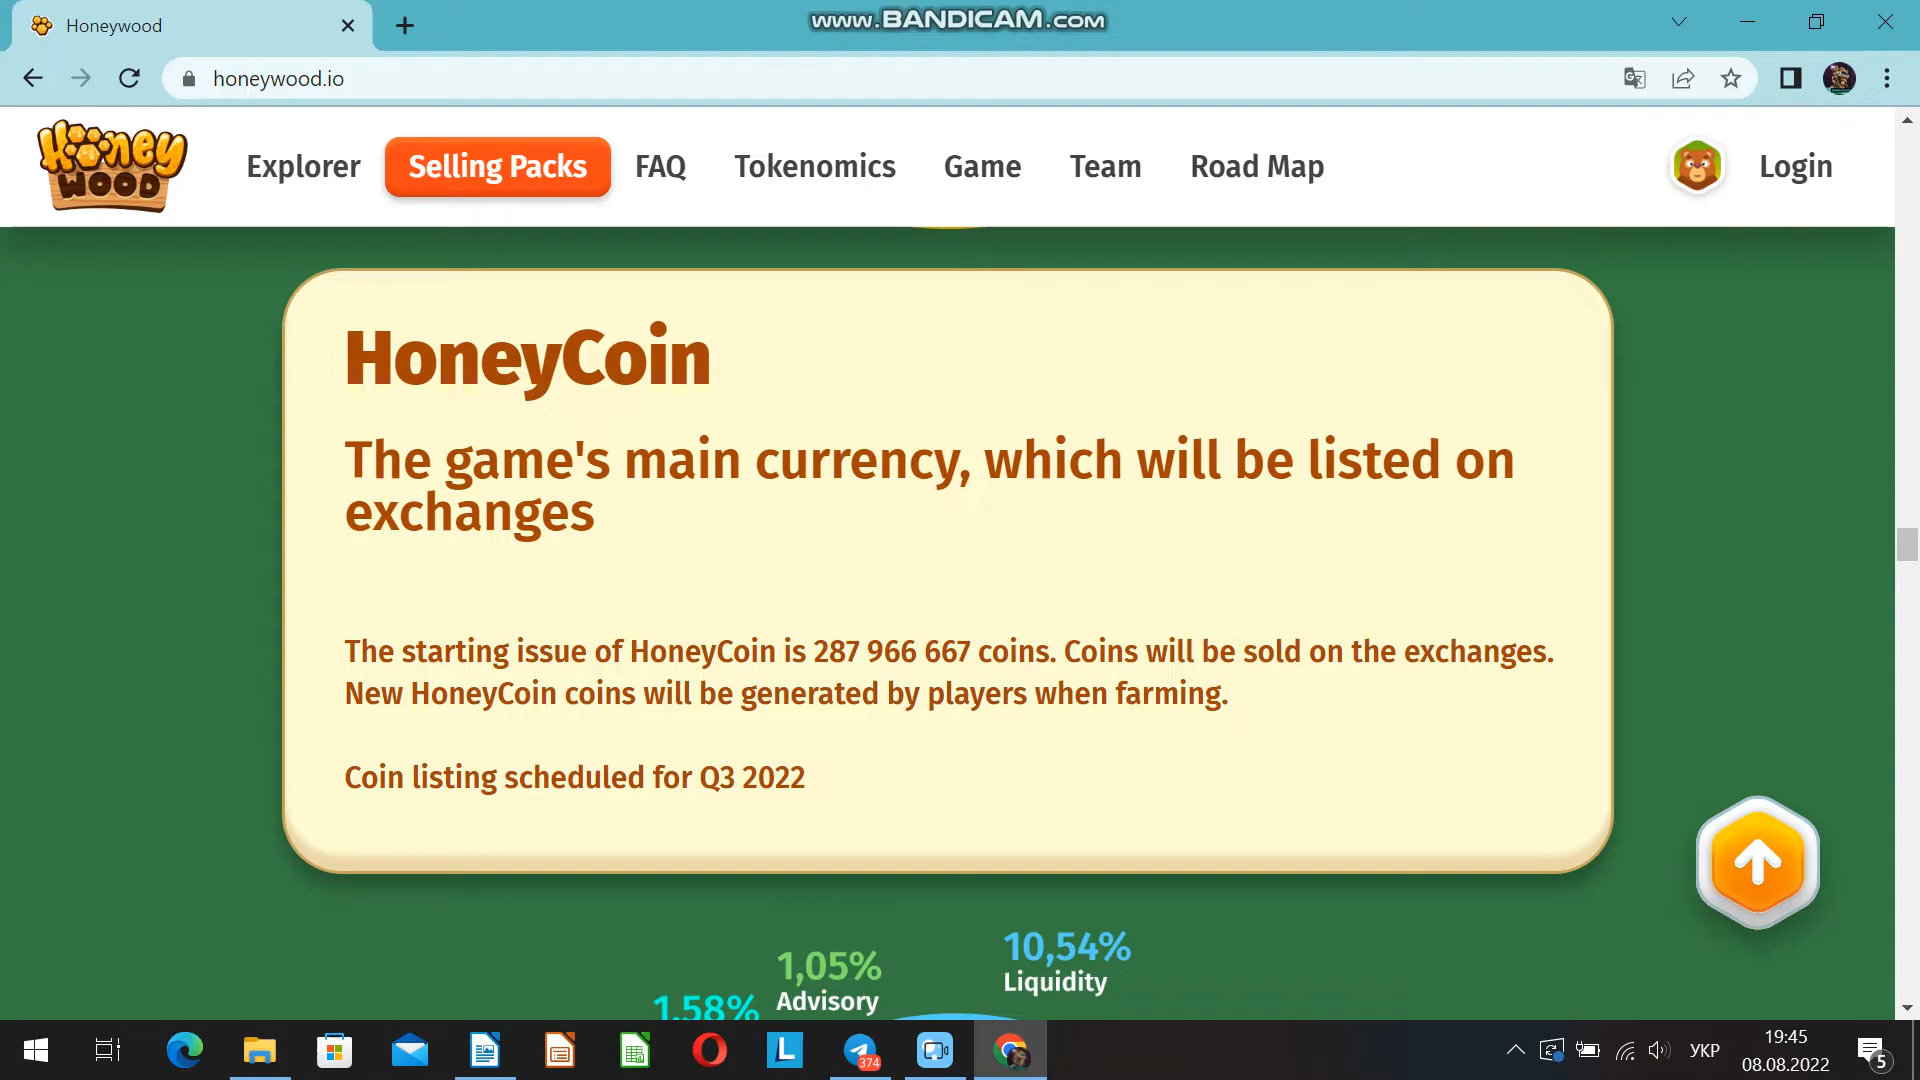 Honeywood
www.BANDICAM.com
honeywood.io
Honey
WOOD
Explorer
Selling Packs
FAQ
Tokenomics
Game
Team
Road Map
Login
HoneyCoin
The game's main currency, which will be listed on
exchanges
The starting issue of HoneyCoin is 287 966 667 coins. Coins will be sold on the exchanges.
New HoneyCoin coins will be generated by players when farming.
Coin listing scheduled for Q3 2022
10,54%
Liquidity
1,05%
Advisory
1,58%
L
374
УКР
19:45
08.08.2022
5